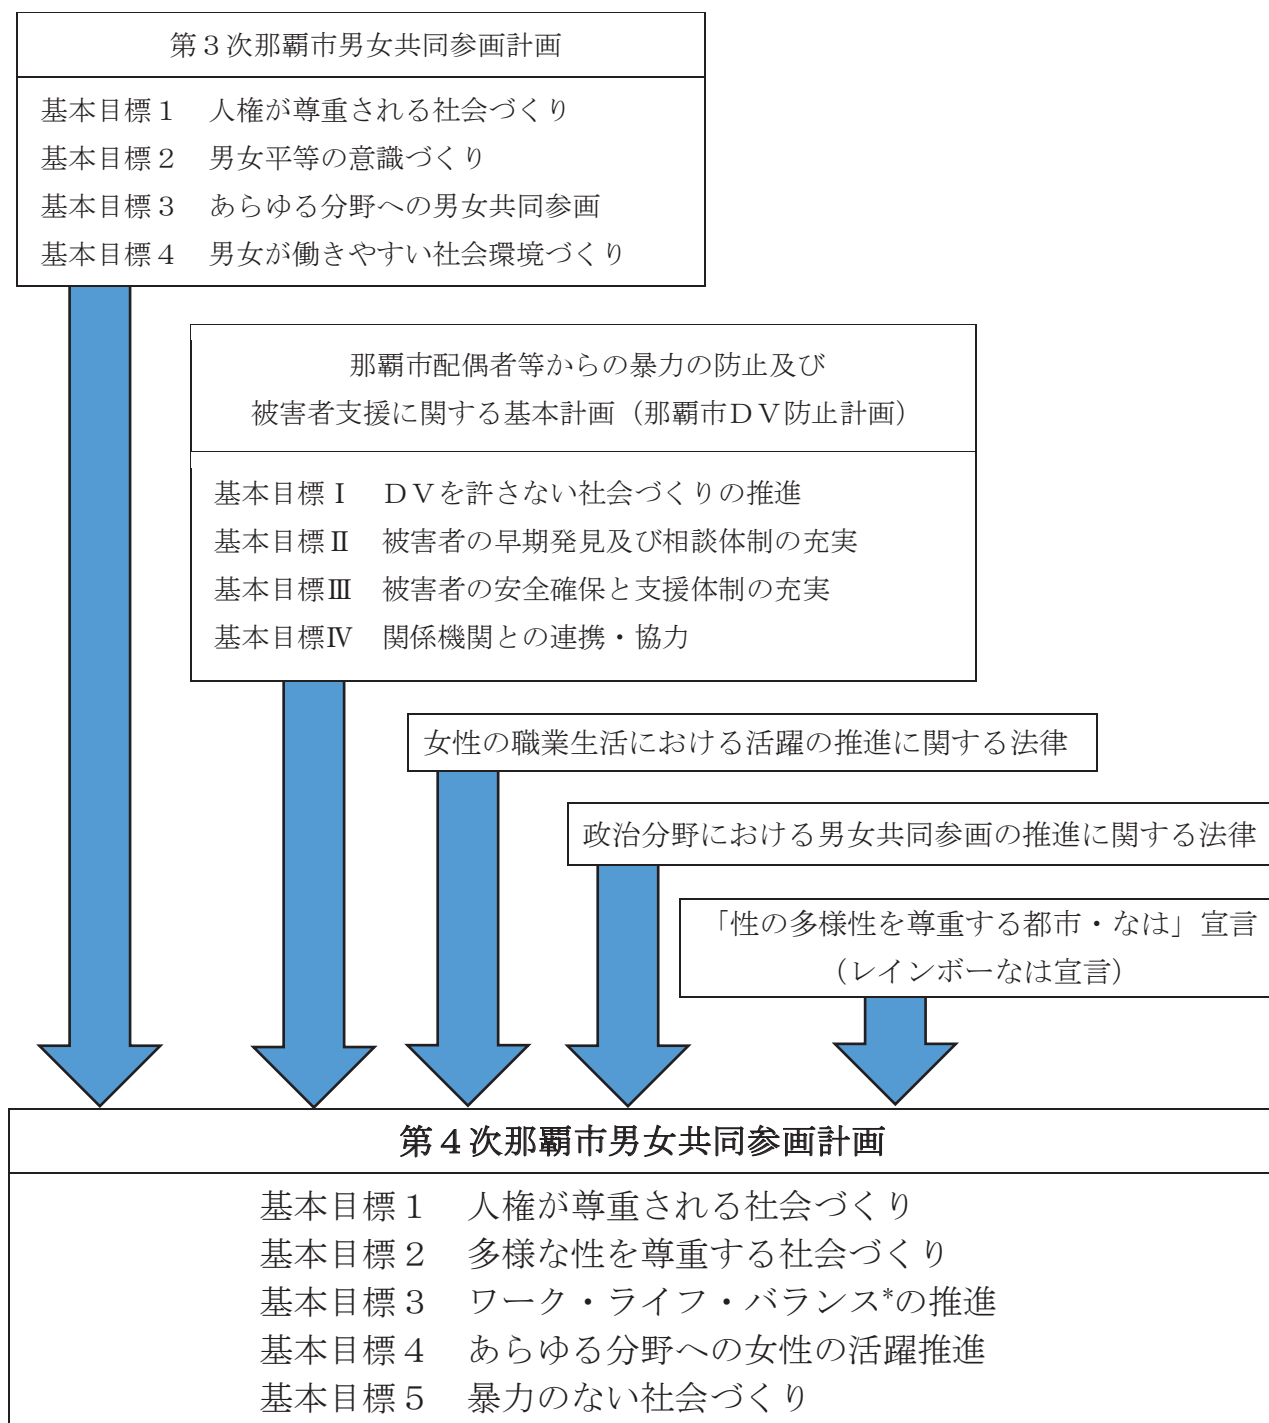 第３次那覇市男女共同参画計画
基本目標１　人権が尊重される社会づくり
基本目標２　男女平等の意識づくり
基本目標３　あらゆる分野への男女共同参画
基本目標４　男女が働きやすい社会環境づくり
那覇市配偶者等からの暴力の防止及び
被害者支援に関する基本計画（那覇市ＤＶ防止計画）
基本目標Ⅰ　ＤＶを許さない社会づくりの推進
基本目標Ⅱ　被害者の早期発見及び相談体制の充実
基本目標Ⅲ　被害者の安全確保と支援体制の充実
基本目標Ⅳ　関係機関との連携・協力
女性の職業生活における活躍の推進に関する法律
政治分野における男女共同参画の推進に関する法律
「性の多様性を尊重する都市・なは」宣言
（レインボーなは宣言）
第４次那覇市男女共同参画計画
基本目標１　人権が尊重される社会づくり
基本目標２　多様な性を尊重する社会づくり
基本目標３　ワーク・ライフ・バランス*の推進
基本目標４　あらゆる分野への女性の活躍推進
基本目標５　暴力のない社会づくり